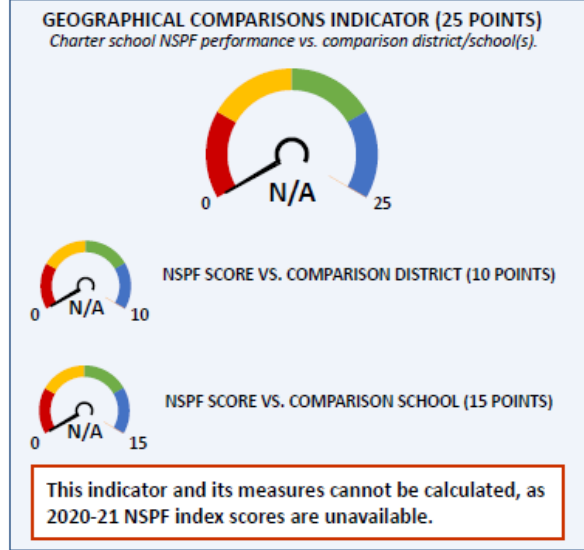 GEOGRAPHICAL COMPARISONS INDICATOR (25 POINTS)
Charter school NSPF performance vs. comparison district/school(s).
N/A
0
25
NSPF SCORE VS. COMPARISON DISTRICT (10 POINTS)
N/A
0
10
NSPF SCORE VS. COMPARISON SCHOOL (15 POINTS)
N/A
0
15
This indicator and its measures cannot be calculated, as
2020-21 NSPF index scores are unavailable.